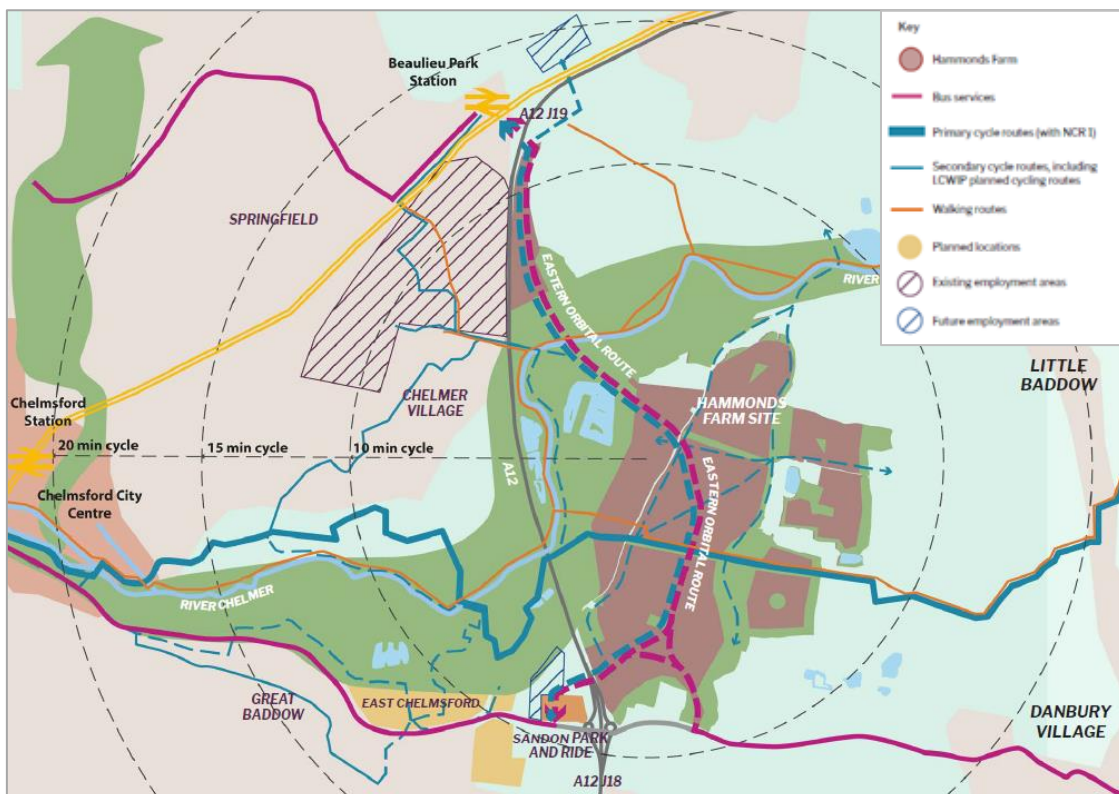 Beaulieu Park
Station
A12 J19
SPRINGFIELD
EASTERN ORBITAL ROUTE
RIVER
CHELMER
VILLAGE
HAMMONDS
FARM SITE
LITTLE
BADDOW
Chelmsford
Station
20 min cycle
15 min cycle
10 min cycle
A12
EASTERN ORBITAL ROUTE
Chelmsford City
Centre
RIVER CHELMER
GREAT
BADDOW
EAST CHELMSFORD
SANDON PARK
AND RIDE
A12 J18
DANBURY
VILLAGE
Key
Hammonds Farm
Bus services
Primary cycle routes (with NCR 1)
Secondary cycle routes, including
LCWIP planned cycling routes
Walking routes
Planned locations
Existing employment areas
Future employment areas